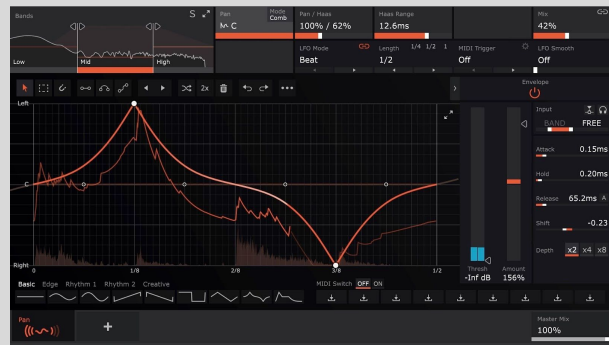 Bands
S
Low
Mid
High
Pan
Mode
C
Comb
Pan / Haas
100% / 62%
Haas Range
12.6ms
Mix
42%
LFO Mode
Beat
Length
1/4 1/2 1
1/2
MIDI Trigger
Off
LFO Smooth
Off
2x
Envelope
Left
C
Right
0
1/8
2/8
3/8
1/2
Input
BAND FREE
Attack 0.15ms
Hold 0.20ms
Release 65.2ms A
Shift -0.23
Depth x2 x4 x8
Thresh
-Inf dB
Amount
156%
Basic Edge Rhythm 1 Rhythm 2 Creative
MIDI Switch OFF ON
Pan
+
Master Mix
100%